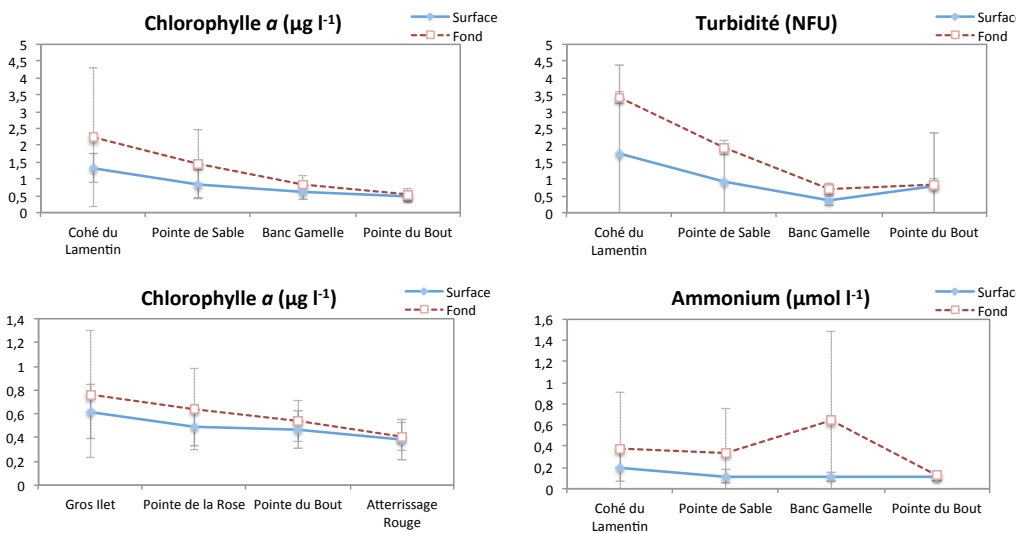 Chlorophylle a (µg l-1)
Surface
Fond
5
4,5
4
3,5
3
2,5
2
1,5
1
0,5
0
Cohé du Lamentin
Pointe de Sable
Banc Gamelle
Pointe du Bout
Turbidité (NFU)
Surface
Fond
5
4,5
4
3,5
3
2,5
2
1,5
1
0,5
0
Cohé du Lamentin
Pointe de Sable
Banc Gamelle
Pointe du Bout
Chlorophylle a (µg l-1)
Surface
Fond
1,4
1,2
1
0,8
0,6
0,4
0,2
0
Gros Ilet
Pointe de la Rose
Pointe du Bout
Atterrissage Rouge
Ammonium (µmol l-1)
Surface
Fond
1,6
1,4
1,2
1
0,8
0,6
0,4
0,2
0
Cohé du Lamentin
Pointe de Sable
Banc Gamelle
Pointe du Bout